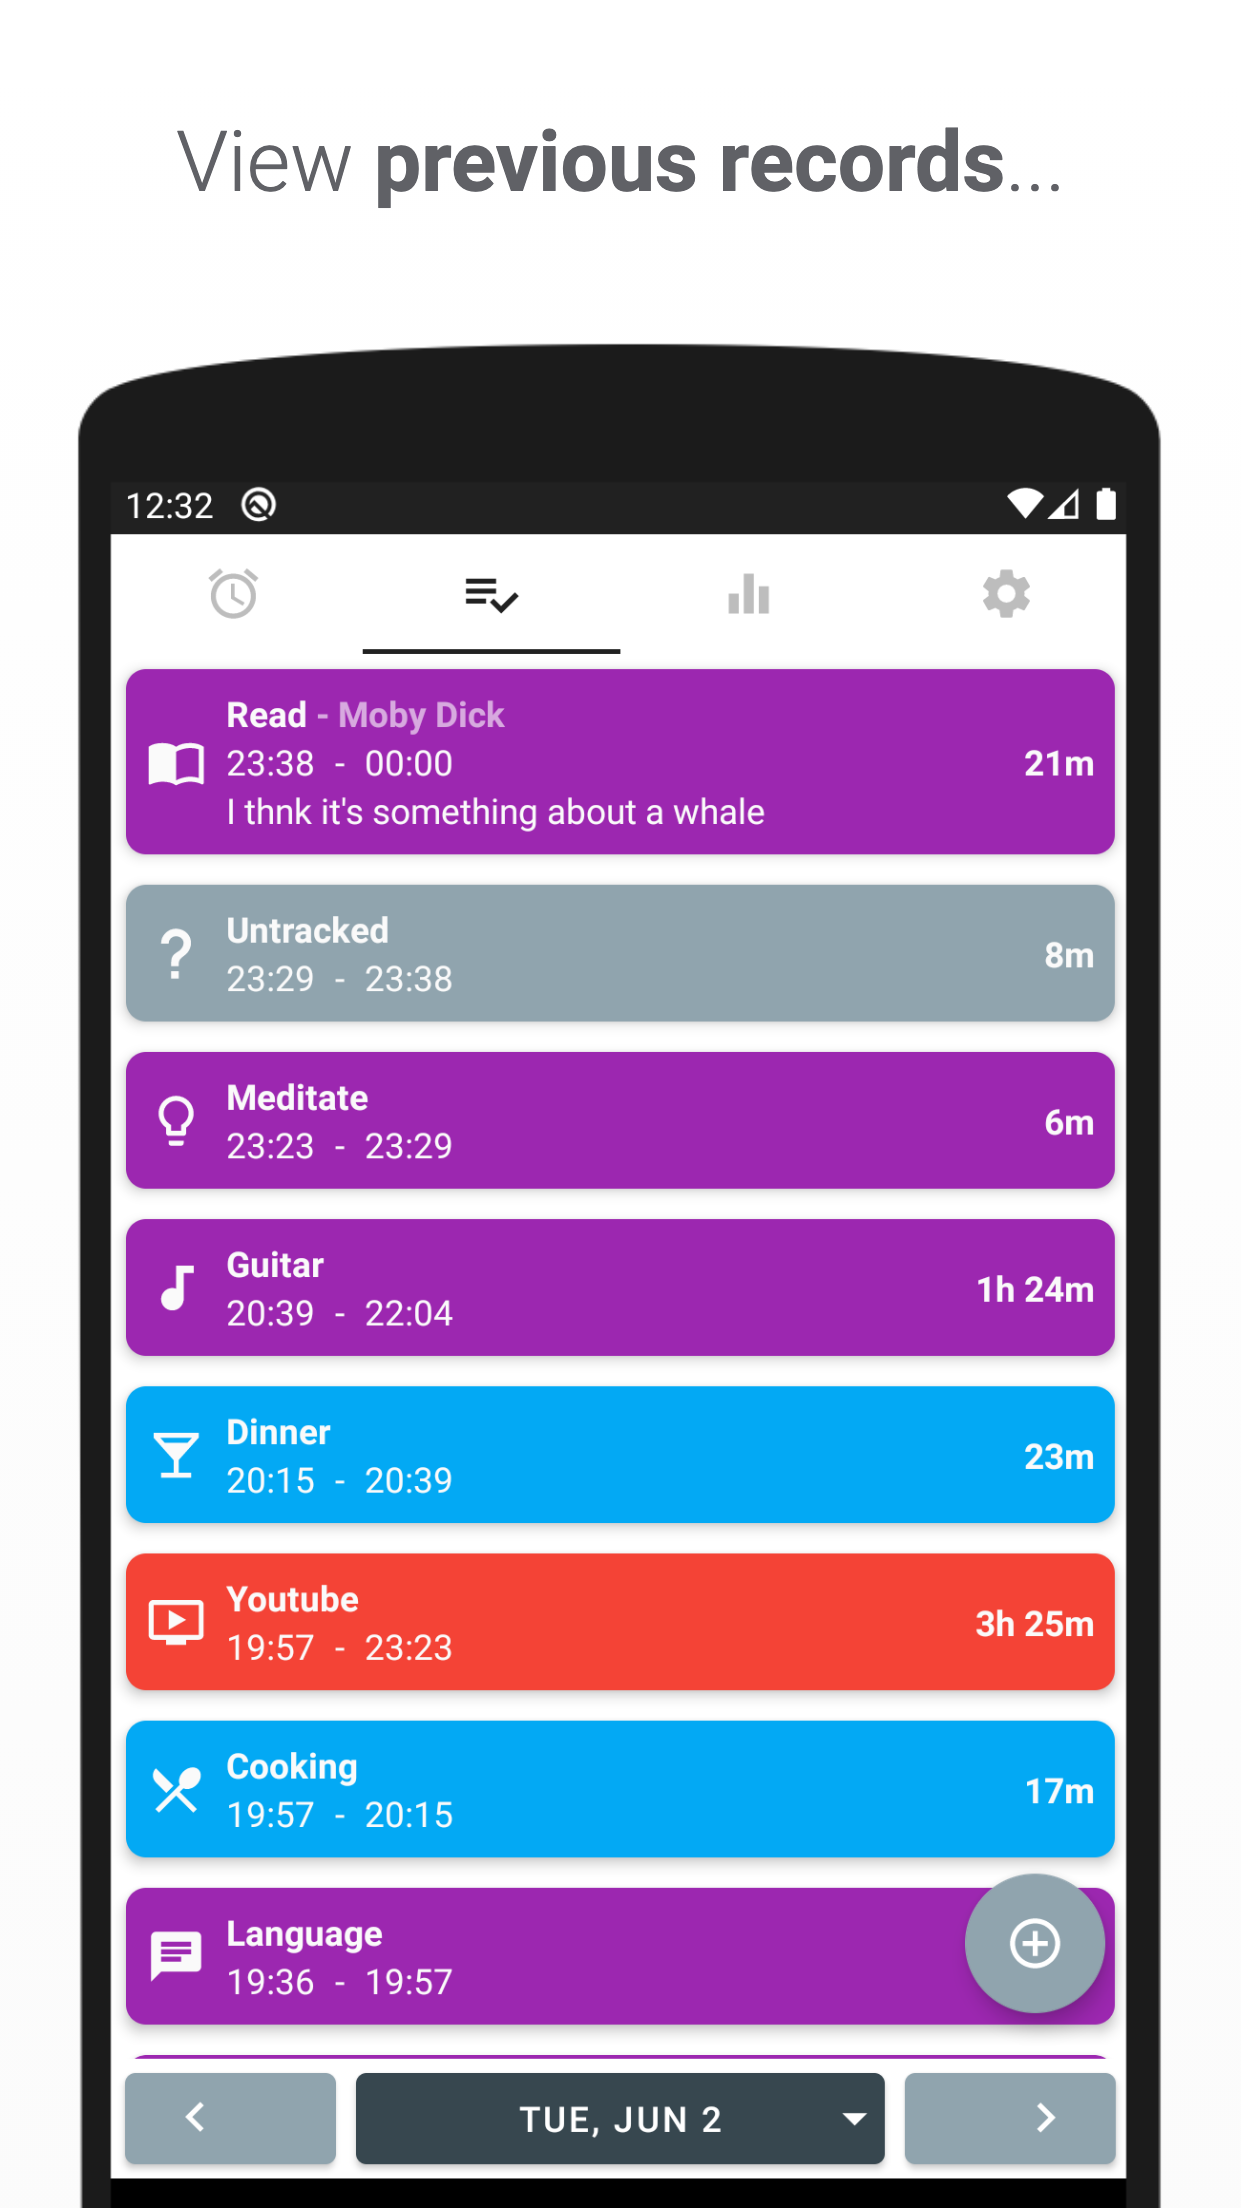 View previous records...
12:32
Read - Moby Dick
23:38 - 00:00
21m
I thnk it's something about a whale
Untracked
23:29 - 23:38
8m
Meditate
23:23 - 23:29
6m
Guitar
20:39 - 22:04
1h 24m
Dinner
20:15 - 20:39
23m
Youtube
19:57 - 23:23
3h 25m
Cooking
19:57 - 20:15
17m
Language
19:36 - 19:57
TUE, JUN 2